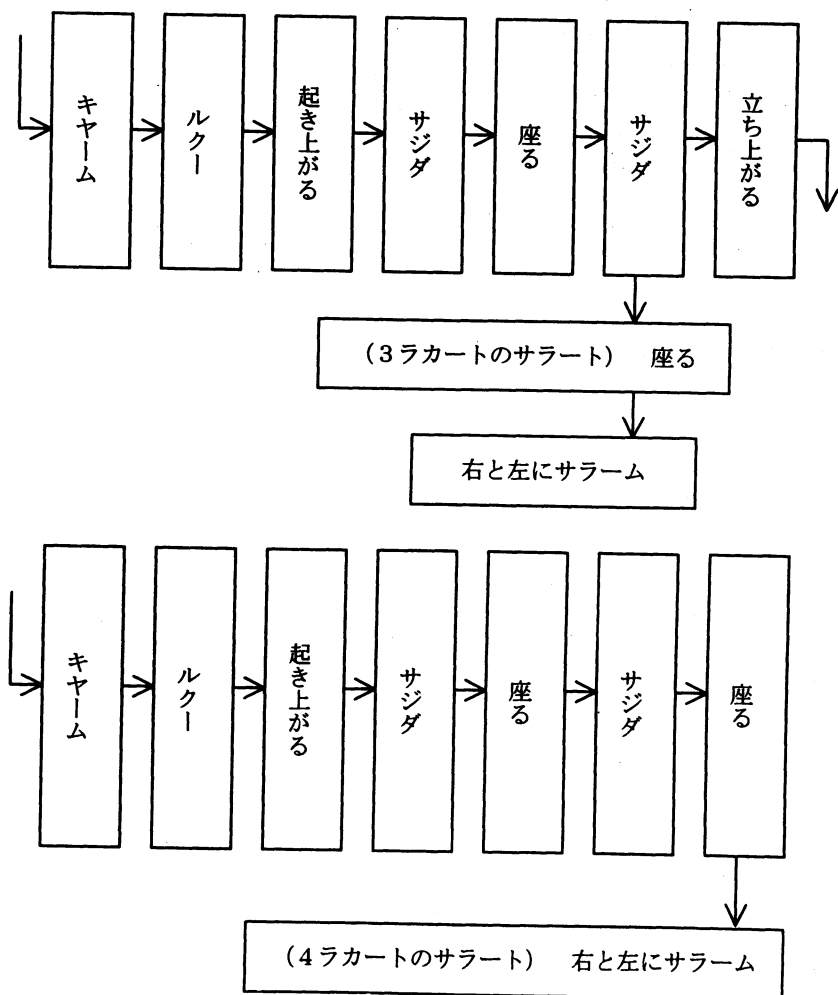 キヤーム
ルクー
起き上がる
サジダ
座る
サジダ
立ち上がる
(3ラカートのサラート) 座る
右と左にサラーム
キヤーム
ルクー
起き上がる
サジダ
座る
サジダ
座る
(4ラカートのサラート) 右と左にサラーム